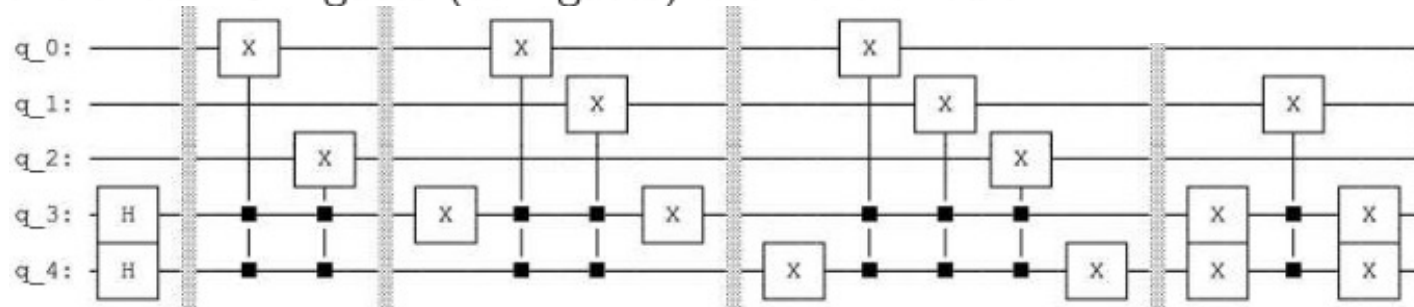 q_0: X X X
q_1: X X X
q_2: X X
q_3: H X X X X
q_4: H X X X X